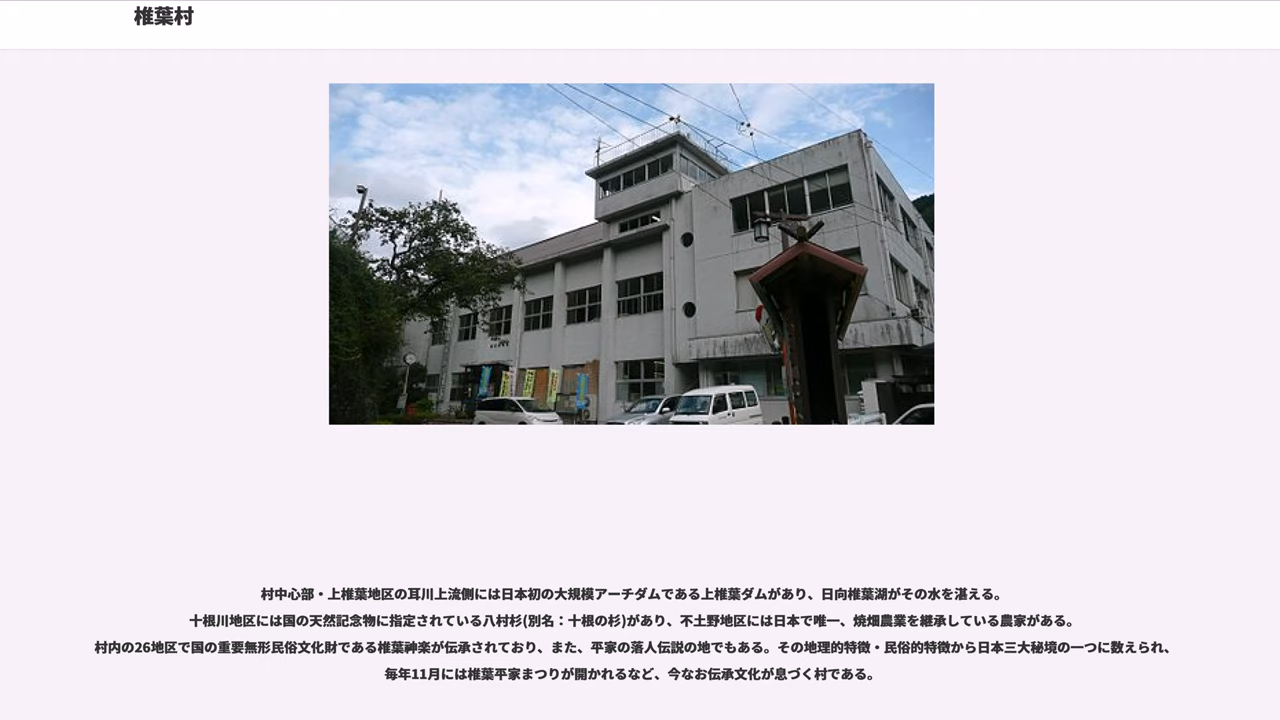 椎葉村
村中心部・上椎葉地区の耳川上流側には日本初の大規模アーチダムである上椎葉ダムがあり、日向椎葉湖がその水を湛える。
十根川地区には国の天然記念物に指定されている八村杉(別名：十根の杉)があり、不土野地区には日本で唯一、焼畑農業を継承している農家がある。
村内の26地区で国の重要無形民俗文化財である椎葉神楽が伝承されており、また、平家の落人伝説の地でもある。その地理的特徴・民俗的特徴から日本三大秘境の一つに数えられ、
毎年11月には椎葉平家まつりが開かれるなど、今なお伝承文化が息づく村である。